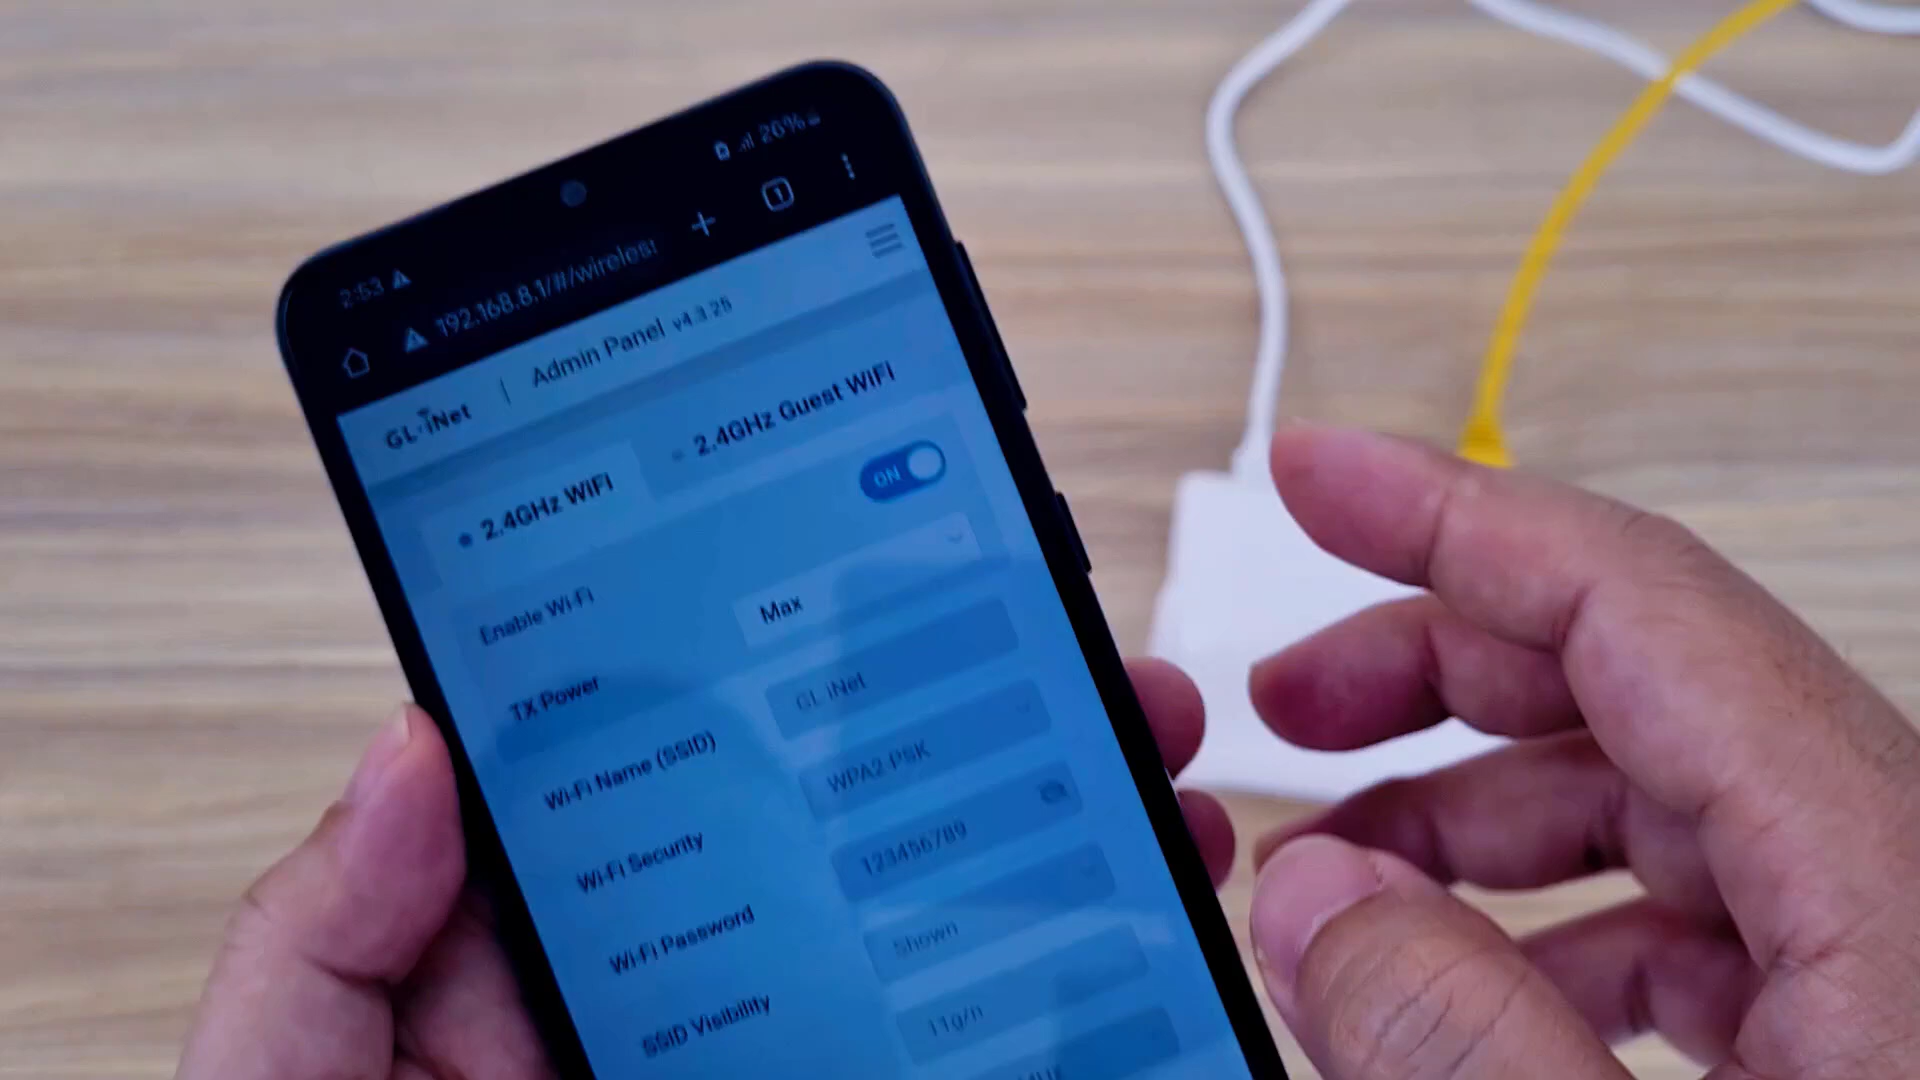 2:53
20%
192.168.8.1/#/wireless
1
GL·iNet | Admin Panel v4.3.25
2.4GHz WiFi
2.4GHz Guest WiFi
Enable Wi-Fi
ON
TX Power
Max
Wi-Fi Name (SSID)
GL iNet
Wi-Fi Security
WPA2-PSK
Wi-Fi Password
123456789
SSID Visibility
Shown
11g/n